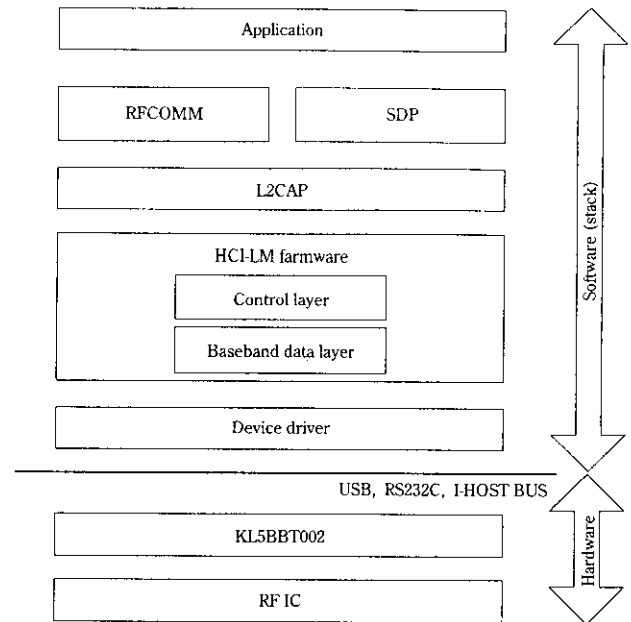 Application
RFCOMM
SDP
L2CAP
HCI-LM farmware
Control layer
Baseband data layer
Device driver
Software (stack)
USB, RS232C, I-HOST BUS
KL5BBT002
RF IC
Hardware